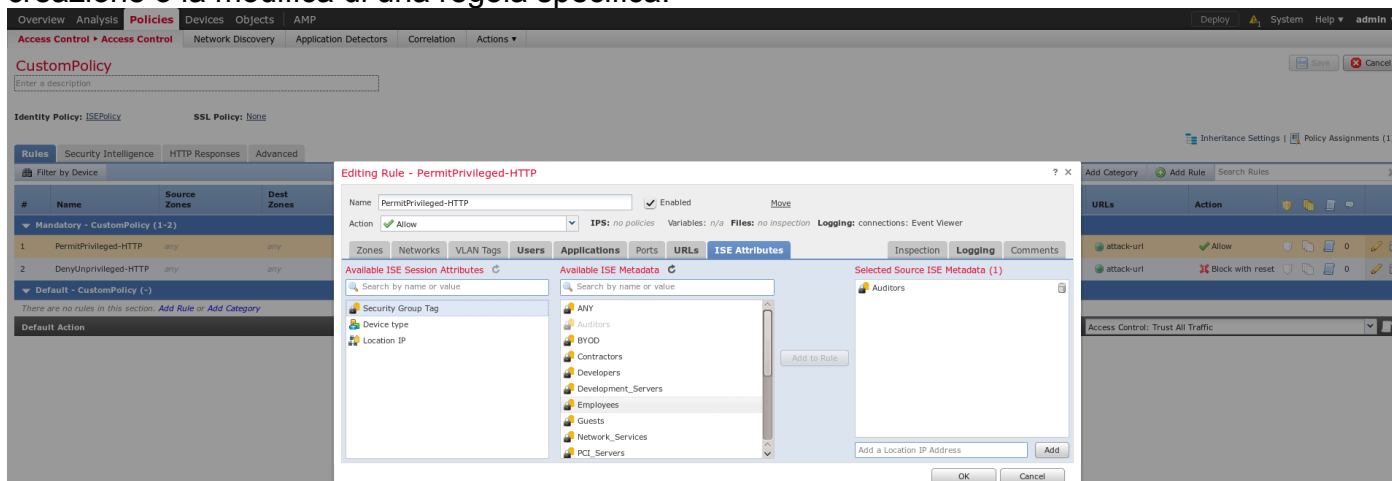 creazione o la modifica di una regola specifica.
Overview Analysis Policies Devices Objects AMP Deploy System Help ▾ admin
Access Control ▸ Access Control Network Discovery Application Detectors Correlation Actions ▾
CustomPolicy Save Cancel
Enter a description
Identity Policy: ISEPolicy SSL Policy: None
Inheritance Settings | Policy Assignments (1
Rules Security Intelligence HTTP Responses Advanced
Filter by Device Add Category Add Rule Search Rules
# Name Source Zones Dest Zones URLs Action
Mandatory - CustomPolicy (1-2)
1 PermitPrivileged-HTTP any any attack-url Allow 0
2 DenyUnprivileged-HTTP any any attack-url Block with reset 0
Default - CustomPolicy (-)
There are no rules in this section. Add Rule or Add Category
Default Action Access Control: Trust All Traffic
Editing Rule - PermitPrivileged-HTTP ? X
Name PermitPrivileged-HTTP Enabled Move
Action Allow IPS: no policies Variables: n/a Files: no inspection Logging: connections: Event Viewer
Zones Networks VLAN Tags Users Applications Ports URLs ISE Attributes Inspection Logging Comments
Available ISE Session Attributes Available ISE Metadata Selected Source ISE Metadata (1)
Search by name or value Search by name or value Auditors
Security Group Tag ANY
Device type Auditors
Location IP BYOD
Contractors Add to Rule
Developers
Development_Servers
Employees
Guests
Network_Services
PCI_Servers Add a Location IP Address Add
OK Cancel